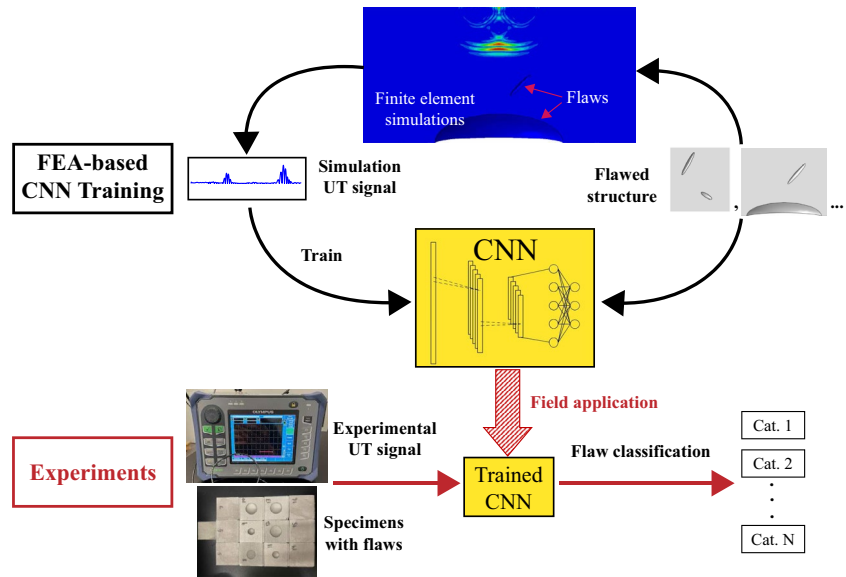 Finite element
simulations
Flaws
FEA-based
CNN Training
Simulation
UT signal
Flawed
structure
,
...
Train
CNN
Field application
Experiments
OLYMPUS
Experimental
UT signal
Trained
CNN
Flaw classification
Cat. 1
Cat. 2
Cat. N
Specimens
with flaws